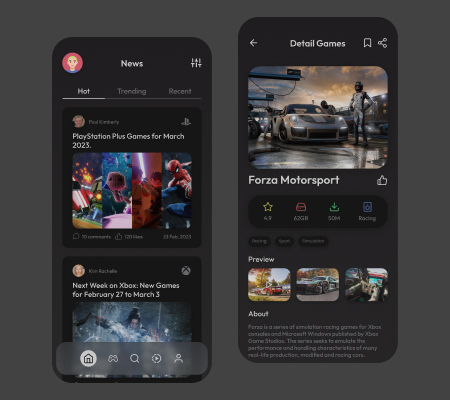 News
Hot
Trending
Recent
Paul Kimberly
PlayStation Plus Games for March
2023.
10 comments
120 likes
23 Feb, 2023
Kim Rochelle
Next Week on Xbox: New Games
for February 27 to March 3
Detail Games
Forza Motorsport
4.9
62GB
50M
Racing
Racing
Sport
Simulation
Preview
About
Forza is a series of simulation racing games for Xbox
consoles and Microsoft Windows published by Xbox
Game Studios. The series seeks to emulate the
performance and handling characteristics of many
real-life production, modified and racing cars.